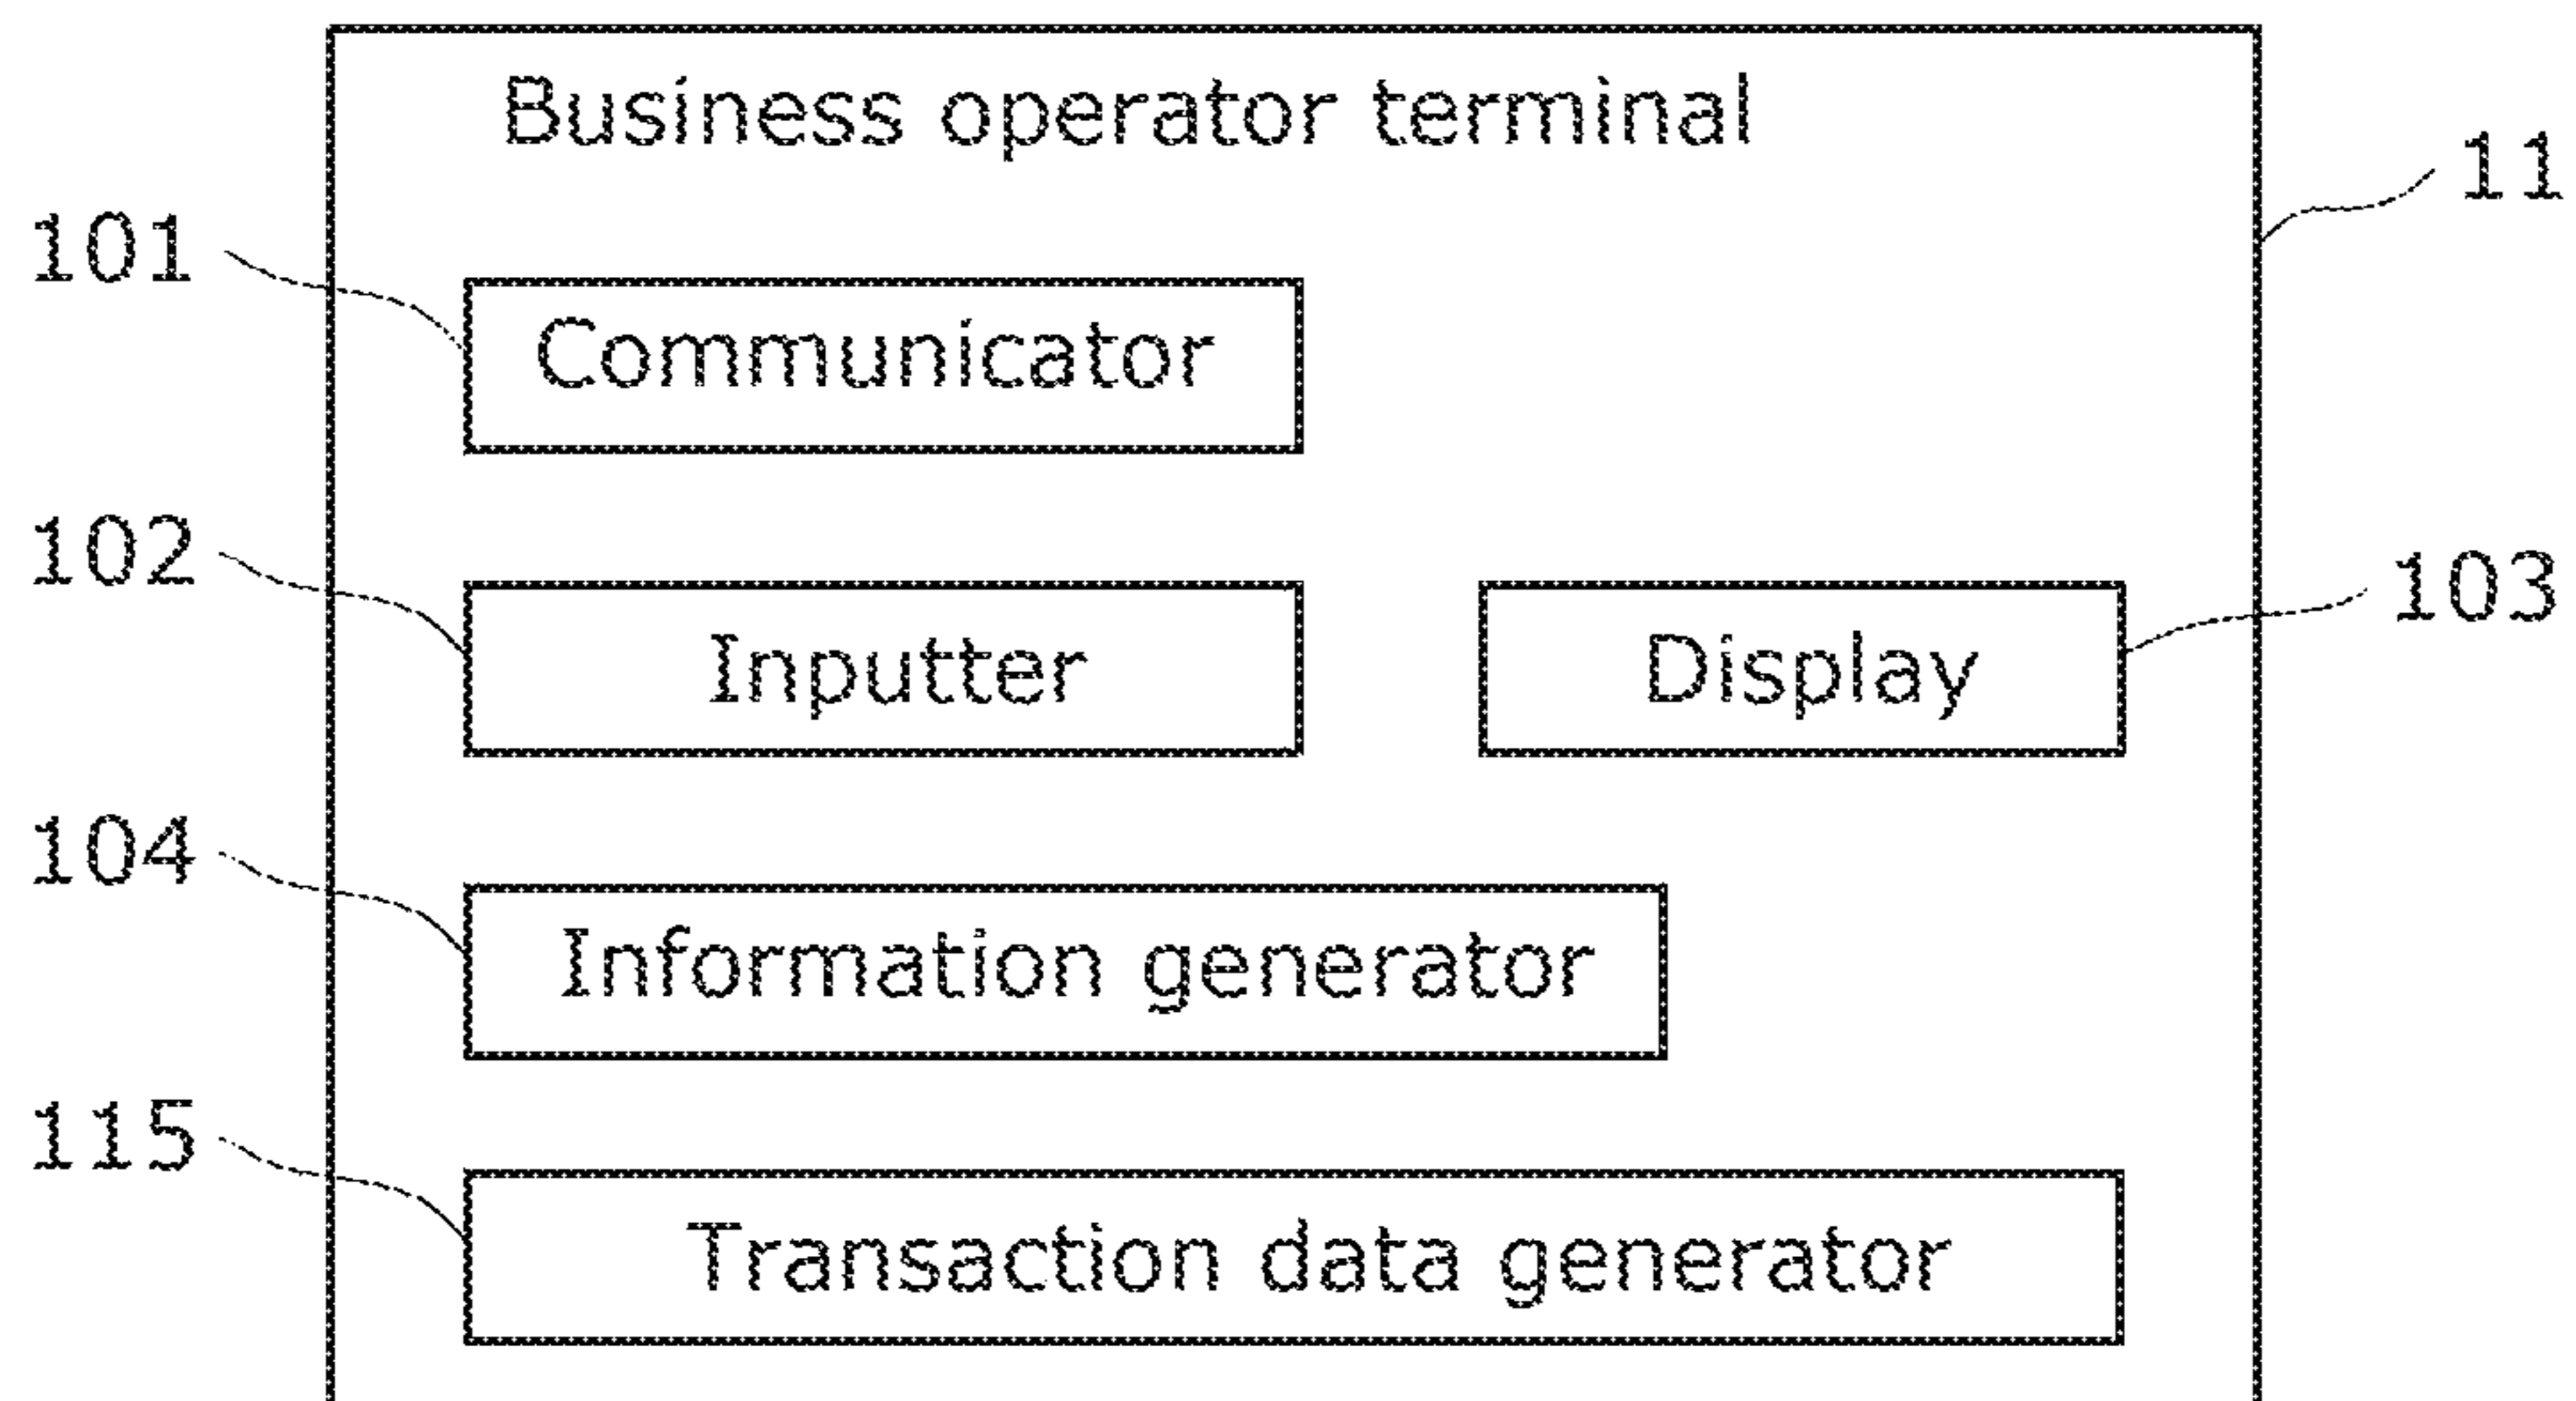 Business operator terminal
11
101
Communicator
102
Inputter
Display
103
104
Information generator
115
Transaction data generator